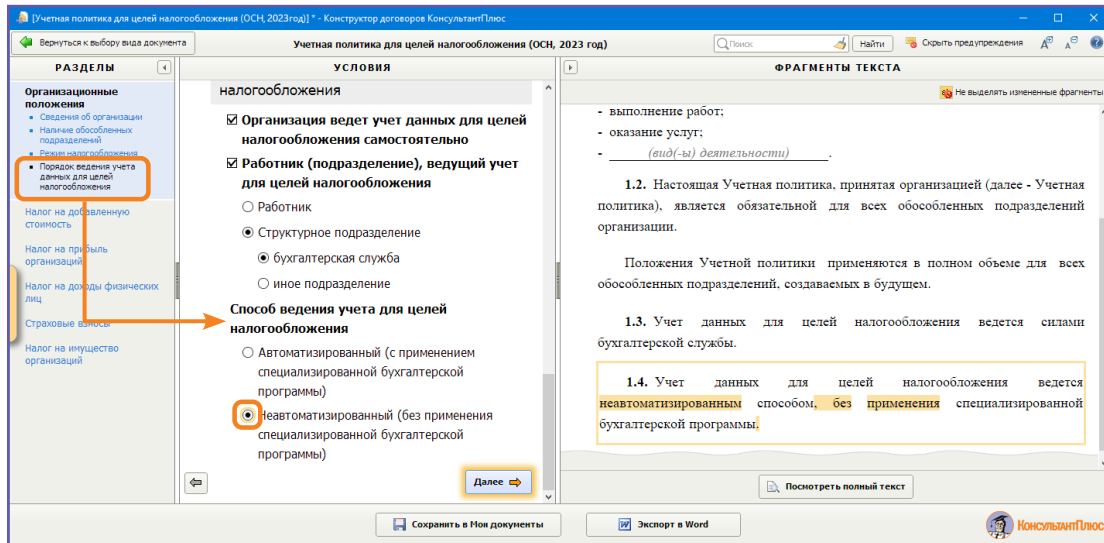 [Учетная политика для целей налогообложения (ОСН, 2023год)] * - Конструктор договоров КонсультантПлюс
Вернуться к выбору вида документа
Учетная политика для целей налогообложения (ОСН, 2023 год)
Поиск
Найти
Скрыть предупреждения
РАЗДЕЛЫ
Организационные
положения
Сведения об организации
Наличие обособленных
подразделений
Режим налогообложения
Порядок ведения учета
данных для целей
налогообложения
Налог на добавленную
стоимость
Налог на прибыль
организаций
Налог на доходы физических
лиц
Страховые взносы
Налог на имущество
организаций
УСЛОВИЯ
налогообложения
Организация ведет учет данных для целей
налогообложения самостоятельно
Работник (подразделение), ведущий учет
для целей налогообложения
Работник
Структурное подразделение
бухгалтерская служба
иное подразделение
Способ ведения учета для целей
налогообложения
Автоматизированный (с применением
специализированной бухгалтерской
программы)
Неавтоматизированный (без применения
специализированной бухгалтерской
программы)
Далее
ФРАГМЕНТЫ ТЕКСТА
Не выделять измененные фрагменты
- выполнение работ;
- оказание услуг;
- (вид(-ы) деятельности) .
1.2. Настоящая Учетная политика, принятая организацией (далее - Учетная
политика), является обязательной для всех обособленных подразделений
организации.
Положения Учетной политики применяются в полном объеме для всех
обособленных подразделений, создаваемых в будущем.
1.3. Учет данных для целей налогообложения ведется силами
бухгалтерской службы.
1.4. Учет данных для целей налогообложения ведется
неавтоматизированным способом, без применения специализированной
бухгалтерской программы.
Посмотреть полный текст
Сохранить в Мои документы
Экспорт в Word
КонсультантПлюс